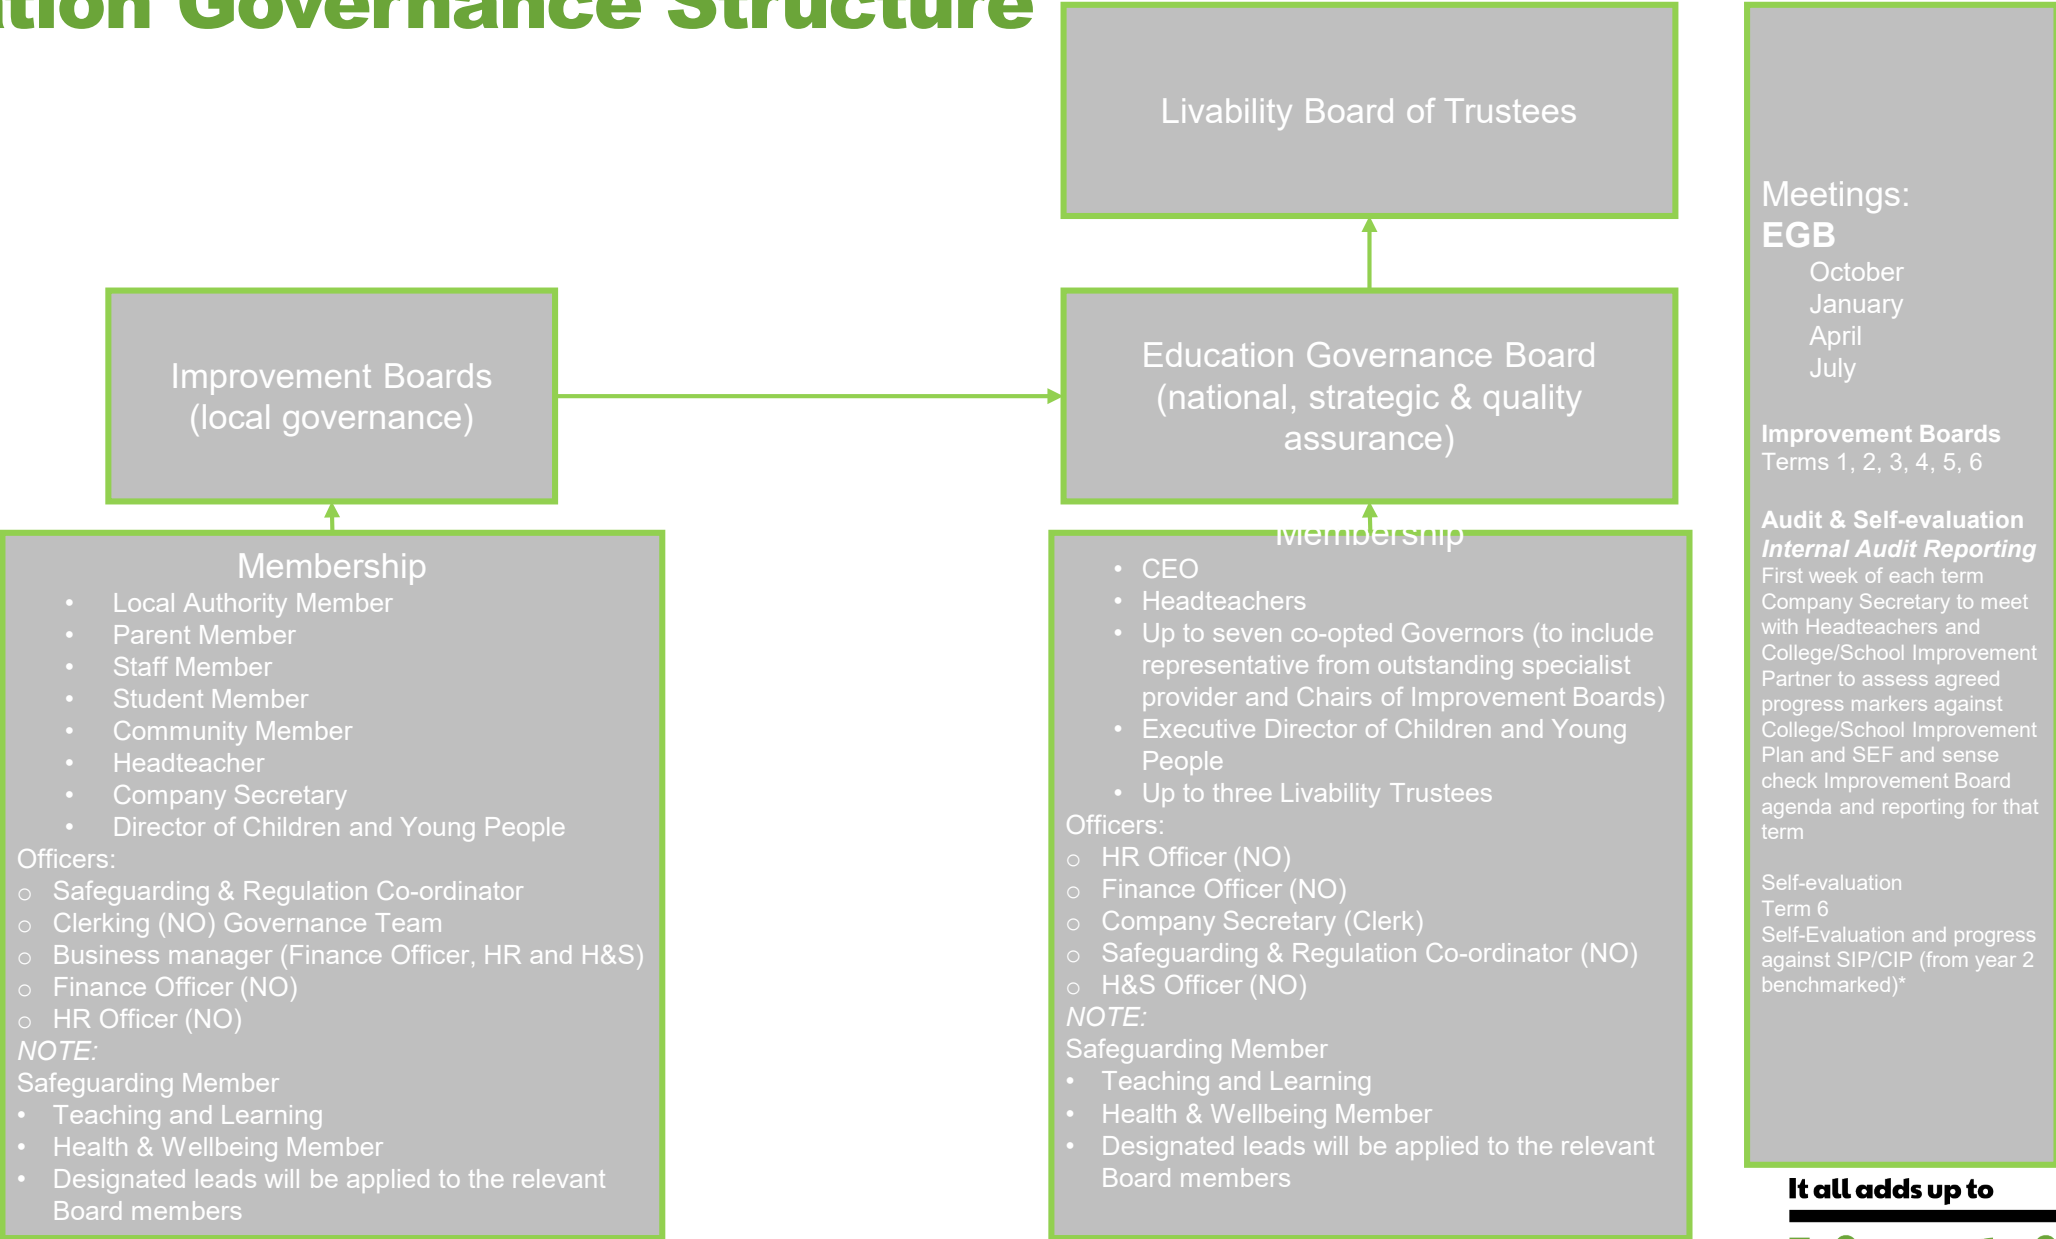 Governance Structure
Livability Board of Trustees
Improvement Boards
(local governance)
Education Governance Board
(national, strategic & quality
assurance)
Membership
• Local Authority Member
• Parent Member
• Staff Member
• Student Member
• Community Member
• Headteacher
• Company Secretary
• Director of Children and Young People
Officers:
o Safeguarding & Regulation Co-ordinator
o Clerking (NO) Governance Team
o Business manager (Finance Officer, HR and H&S)
o Finance Officer (NO)
o HR Officer (NO)
NOTE:
Safeguarding Member
• Teaching and Learning
• Health & Wellbeing Member
• Designated leads will be applied to the relevant
Board members
Membership
• CEO
• Headteachers
• Up to seven co-opted Governors (to include
representative from outstanding specialist
provider and Chairs of Improvement Boards)
• Executive Director of Children and Young
People
• Up to three Livability Trustees
Officers:
o HR Officer (NO)
o Finance Officer (NO)
o Company Secretary (Clerk)
o Safeguarding & Regulation Co-ordinator (NO)
o H&S Officer (NO)
NOTE:
Safeguarding Member
• Teaching and Learning
• Health & Wellbeing Member
• Designated leads will be applied to the relevant
Board members
Meetings:
EGB
October
January
April
July
Improvement Boards
Terms 1, 2, 3, 4, 5, 6
Audit & Self-evaluation
Internal Audit Reporting
First week of each term
Company Secretary to meet
with Headteachers and
College/School Improvement
Partner to assess agreed
progress markers against
College/School Improvement
Plan and SEF and sense
check Improvement Board
agenda and reporting for that
term
Self-evaluation
Term 6
Self-Evaluation and progress
against SIP/CIP (from year 2
benchmarked)*
It all adds up to